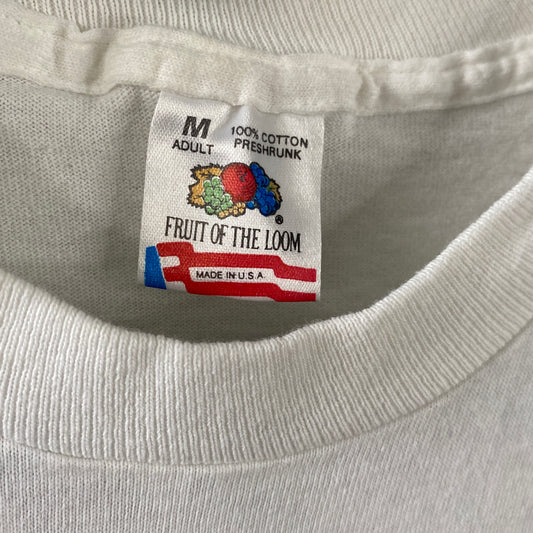 M 100% COTTON
ADULT PRESHRUNK
®
FRUIT OF THE LOOM
MADE IN U.S.A.